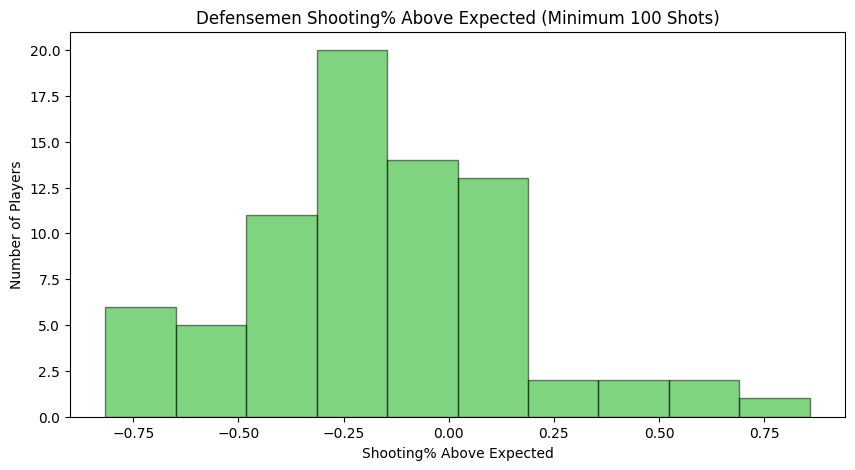 Defensemen Shooting% Above Expected (Minimum 100 Shots)
20.0
17.5
15.0
12.5
10.0
7.5
5.0
2.5
0.0
Number of Players
−0.75 −0.50 −0.25 0.00 0.25 0.50 0.75
Shooting% Above Expected